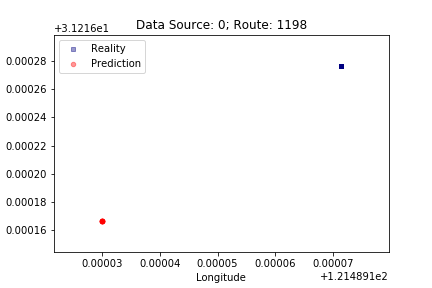 Data Source: 0; Route: 1198
+3.1216e1
Reality
Prediction
0.00028
0.00026
0.00024
0.00022
0.00020
0.00018
0.00016
0.00003 0.00004 0.00005 0.00006 0.00007
Longitude
+1.214891e2